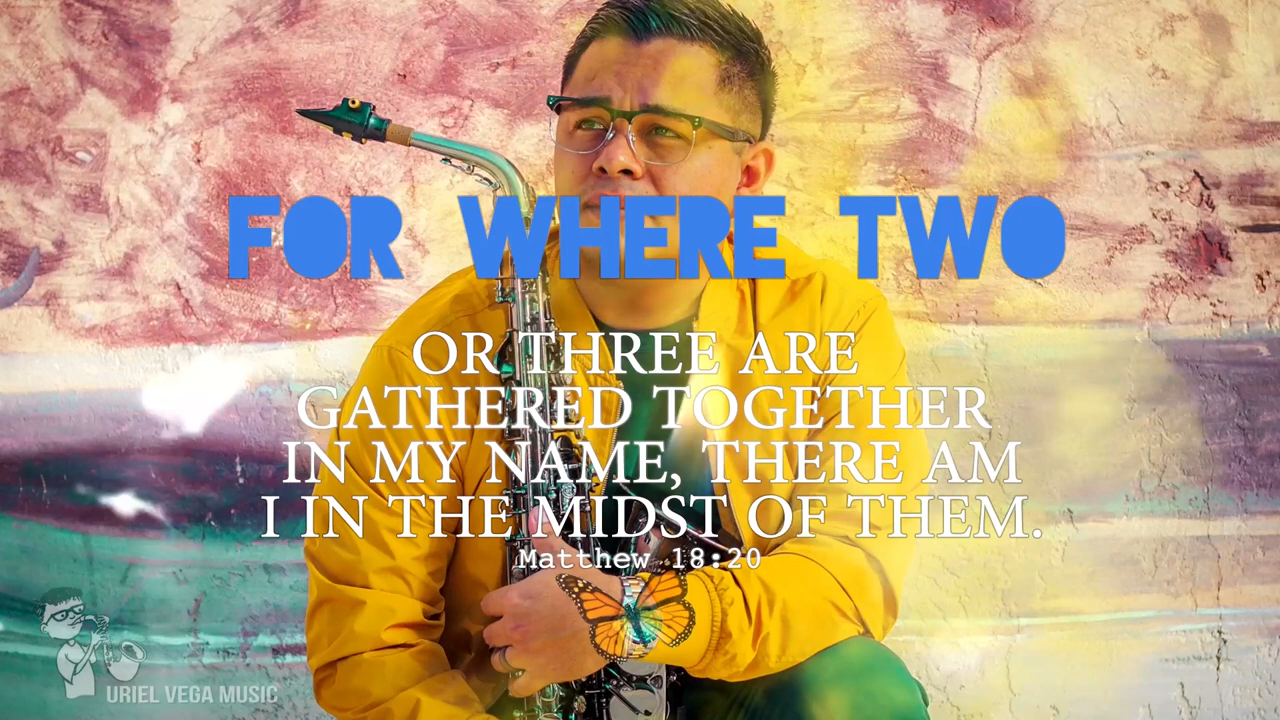 FOR WHERE TWO
OR THREE ARE
GATHERED TOGETHER
IN MY NAME, THERE AM
I IN THE MIDST OF THEM.
Matthew 18:20
URIEL VEGA MUSIC